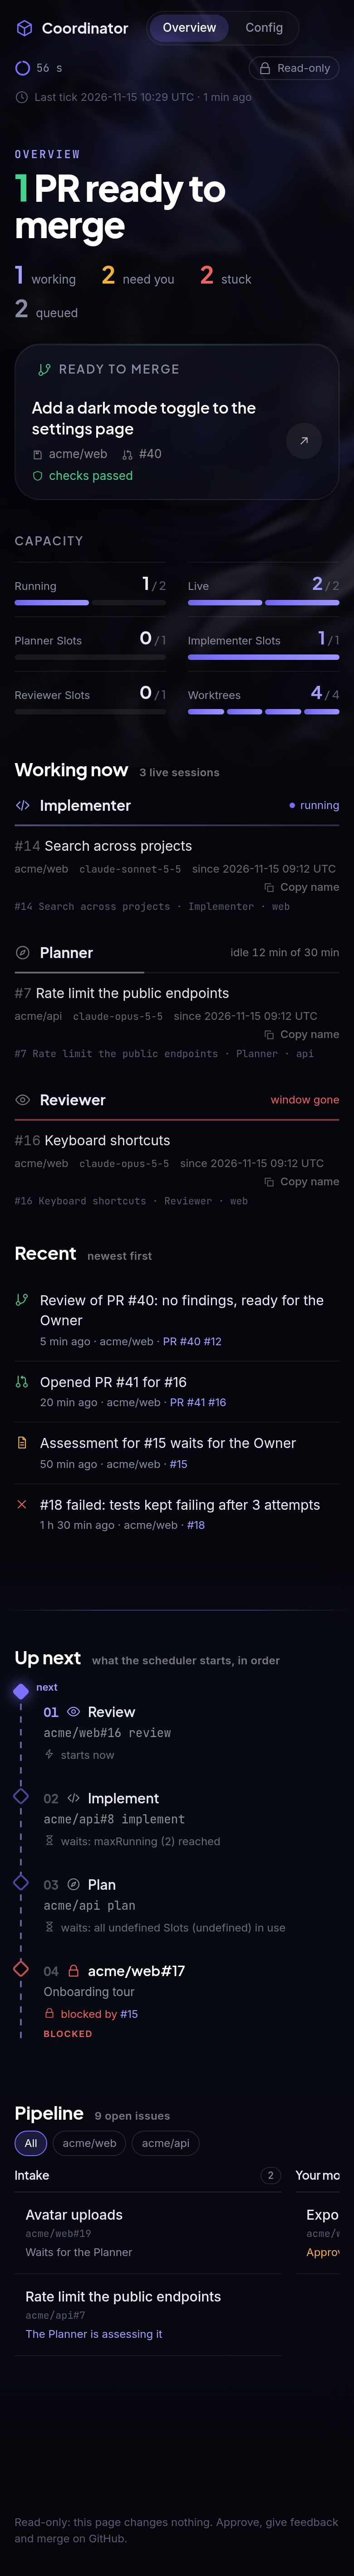 Coordinator
Overview
Config
56 s
Read-only
Last tick 2026-11-15 10:29 UTC · 1 min ago
OVERVIEW
1 PR ready to
merge
1 working
2 need you
2 stuck
2 queued
READY TO MERGE
Add a dark mode toggle to the
settings page
acme/web
#40
checks passed
CAPACITY
Running 1 / 2
Live 2 / 2
Planner Slots 0 / 1
Implementer Slots 1 / 1
Reviewer Slots 0 / 1
Worktrees 4 / 4
Working now 3 live sessions
Implementer
running
#14 Search across projects
acme/web claude-sonnet-5-5 since 2026-11-15 09:12 UTC
Copy name
#14 Search across projects · Implementer · web
Planner
idle 12 min of 30 min
#7 Rate limit the public endpoints
acme/api claude-opus-5-5 since 2026-11-15 09:12 UTC
Copy name
#7 Rate limit the public endpoints · Planner · api
Reviewer
window gone
#16 Keyboard shortcuts
acme/web claude-opus-5-5 since 2026-11-15 09:12 UTC
Copy name
#16 Keyboard shortcuts · Reviewer · web
Recent newest first
Review of PR #40: no findings, ready for the
Owner
5 min ago · acme/web · PR #40 #12
Opened PR #41 for #16
20 min ago · acme/web · PR #41 #16
Assessment for #15 waits for the Owner
50 min ago · acme/web · #15
#18 failed: tests kept failing after 3 attempts
1 h 30 min ago · acme/web · #18
Up next what the scheduler starts, in order
next
01 Review
acme/web#16 review
starts now
02 Implement
acme/api#8 implement
waits: maxRunning (2) reached
03 Plan
acme/api plan
waits: all undefined Slots (undefined) in use
04 acme/web#17
Onboarding tour
blocked by #15
BLOCKED
Pipeline 9 open issues
All
acme/web
acme/api
Intake 2
Avatar uploads
acme/web#19
Waits for the Planner
Rate limit the public endpoints
acme/api#7
The Planner is assessing it
Your mo
Expo
acme/w
Approv
Read-only: this page changes nothing. Approve, give feedback
and merge on GitHub.